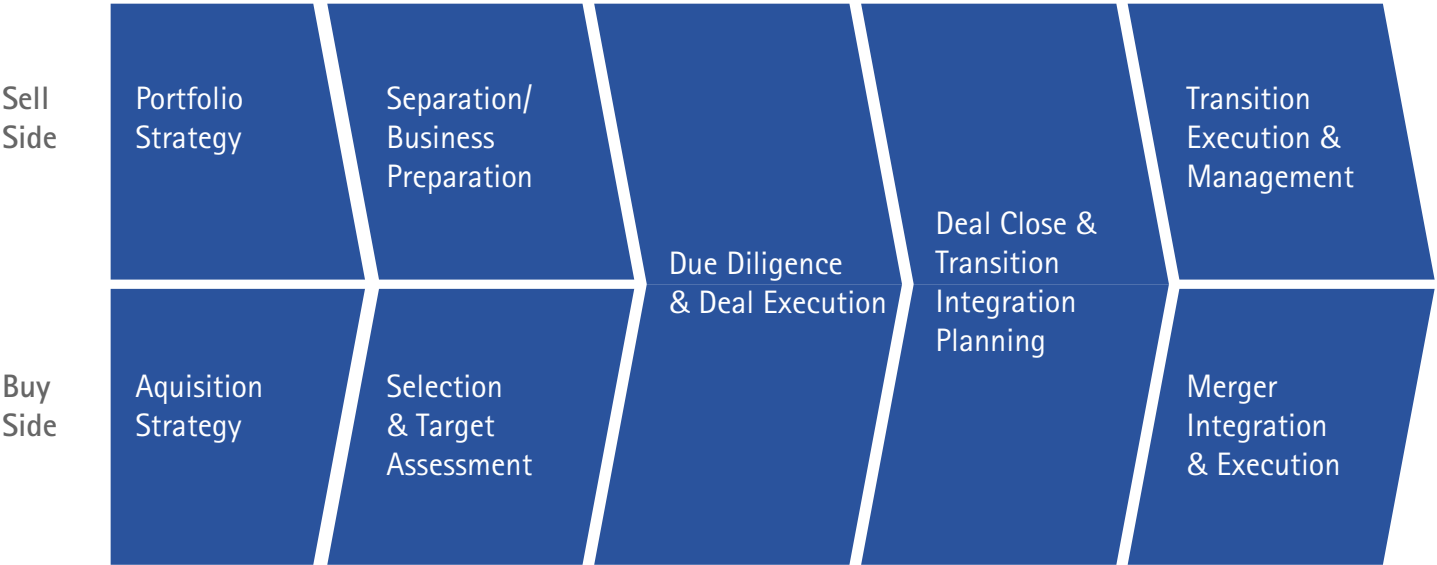 Sell
Side
Portfolio
Strategy
Separation/
Business
Preparation
Due Diligence
& Deal Execution
Deal Close &
Transition
Integration
Planning
Transition
Execution &
Management
Buy
Side
Aquisition
Strategy
Selection
& Target
Assessment
Merger
Integration
& Execution